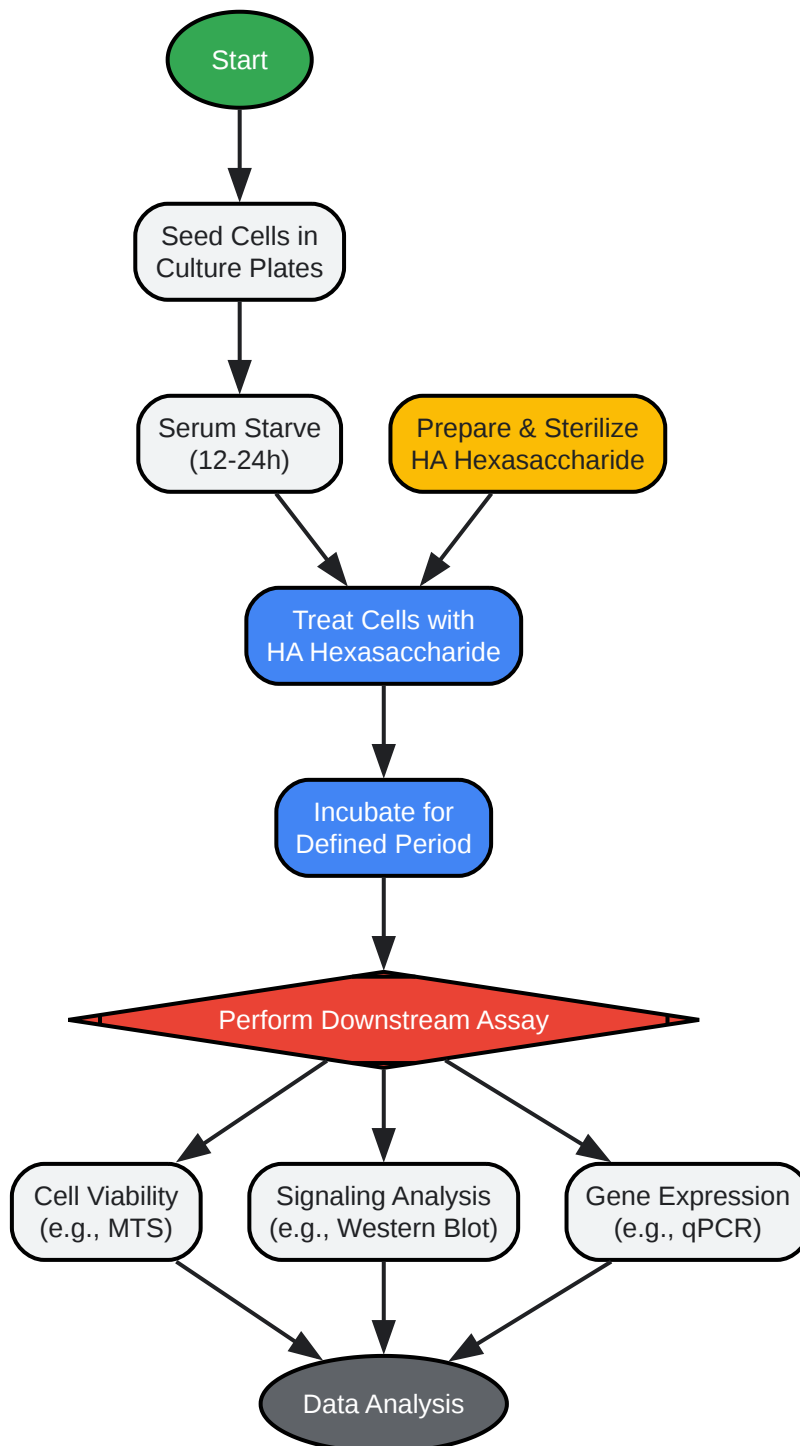 Start
Seed Cells in
Culture Plates
Serum Starve
(12-24h)
Prepare & Sterilize
HA Hexasaccharide
Treat Cells with
HA Hexasaccharide
Incubate for
Defined Period
Perform Downstream Assay
Cell Viability
(e.g., MTS)
Signaling Analysis
(e.g., Western Blot)
Gene Expression
(e.g., qPCR)
Data Analysis